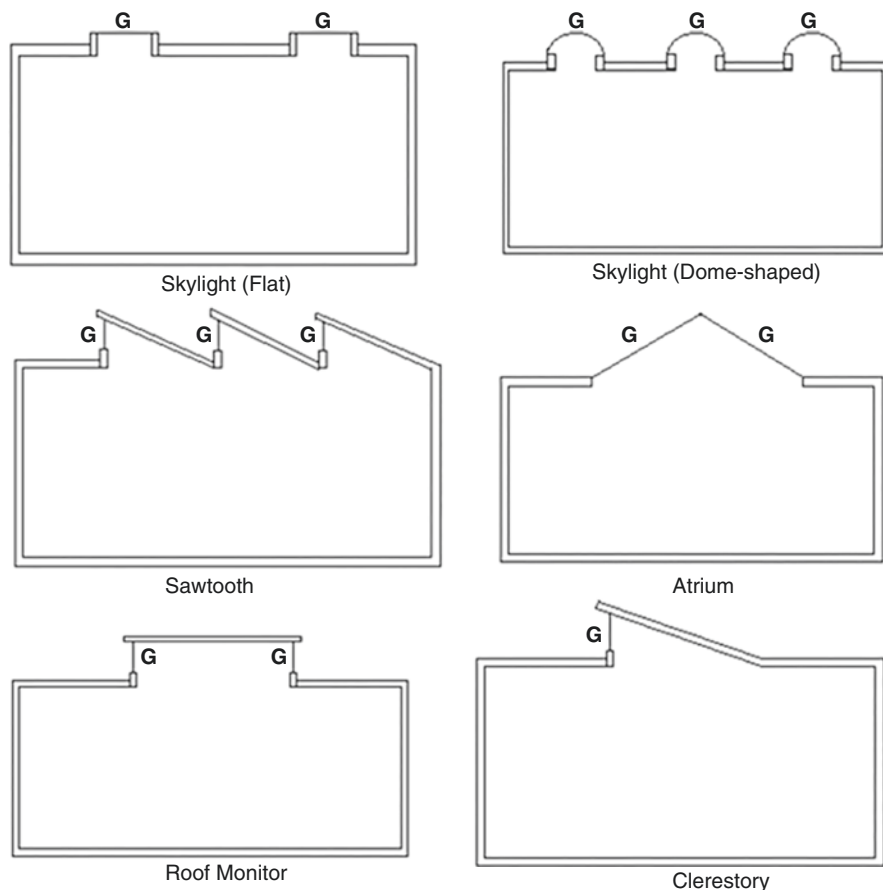 G G
G G G
Skylight (Flat)
Skylight (Dome-shaped)
G G G
G G
Sawtooth
Atrium
G G
G
Roof Monitor
Clerestory